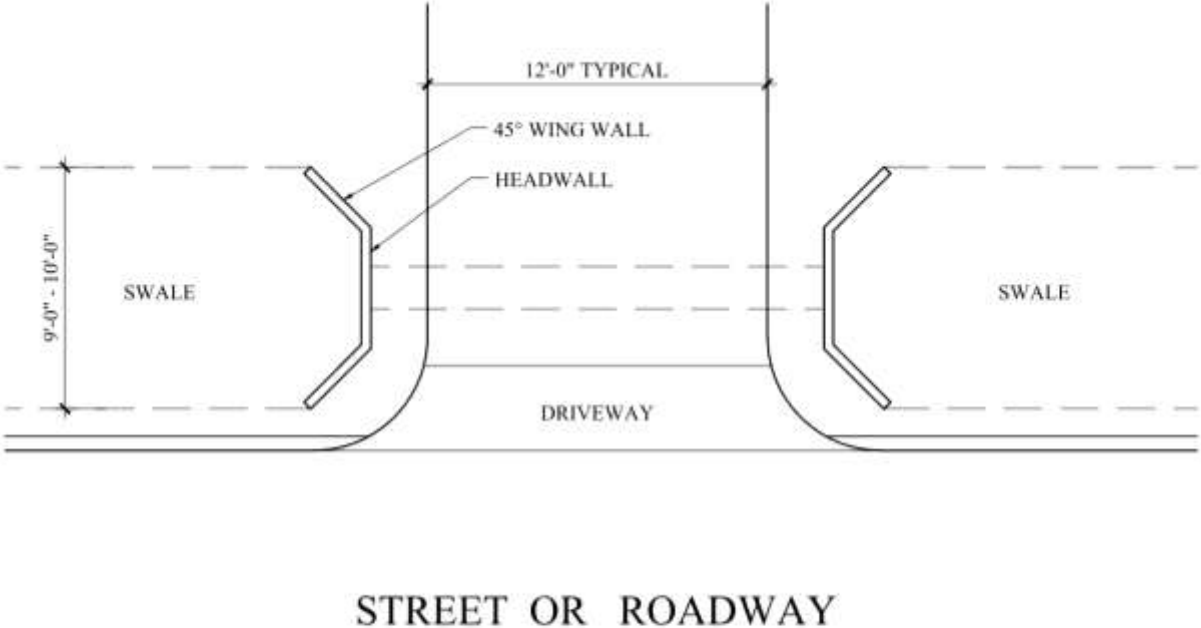 12'-0" TYPICAL
45° WING WALL
HEADWALL
9'-0" - 10'-0"
SWALE
SWALE
DRIVEWAY
STREET OR ROADWAY